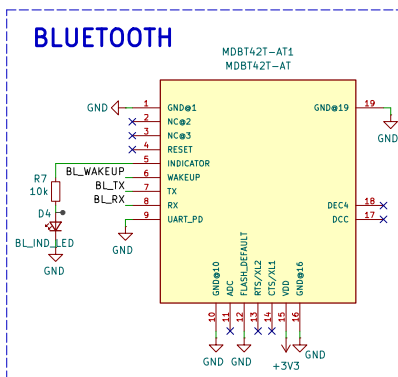 BLUETOOTH
MDBT42T-AT1
MDBT42T-AT
GND 1 GND@1 GND@19 19
2 NC@2
3 NC@3 GND
4 RESET
5 INDICATOR
BL_WAKEUP 6 WAKEUP
R7 BL_TX 7 TX
10k BL_RX 8 RX DEC4 18
D4 9 UART_PD DCC 17
BL_IND_LED GND
GND
GND@10 ADC FLASH_DEFAULT RTS/XL2 CTS/XL1 VDD GND@16
10 11 12 13 14 15 16
GND GND GND
+3V3